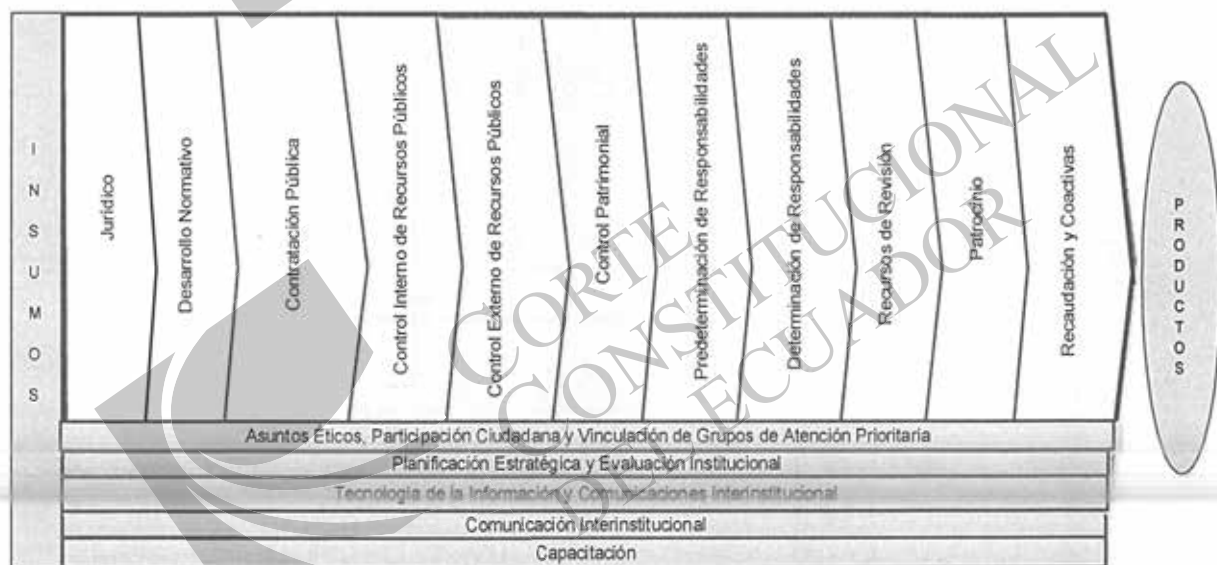 INSUMOS
Jurídico
Desarrollo Normativo
Contratación Pública
Control Interno de Recursos Públicos
Control Externo de Recursos Públicos
Control Patrimonial
Predeterminación de Responsabilidades
Determinación de Responsabilidades
Recursos de Revisión
Patrocinio
Recaudación y Coactivas
PRODUCTOS
Asuntos Éticos, Participación Ciudadana y Vinculación de Grupos de Atención Prioritaria
Planificación Estratégica y Evaluación Institucional
Tecnología de la Información y Comunicaciones Interinstitucional
Comunicación Interinstitucional
Capacitación
CORTE
CONSTITUCIONAL
DEL ECUADOR